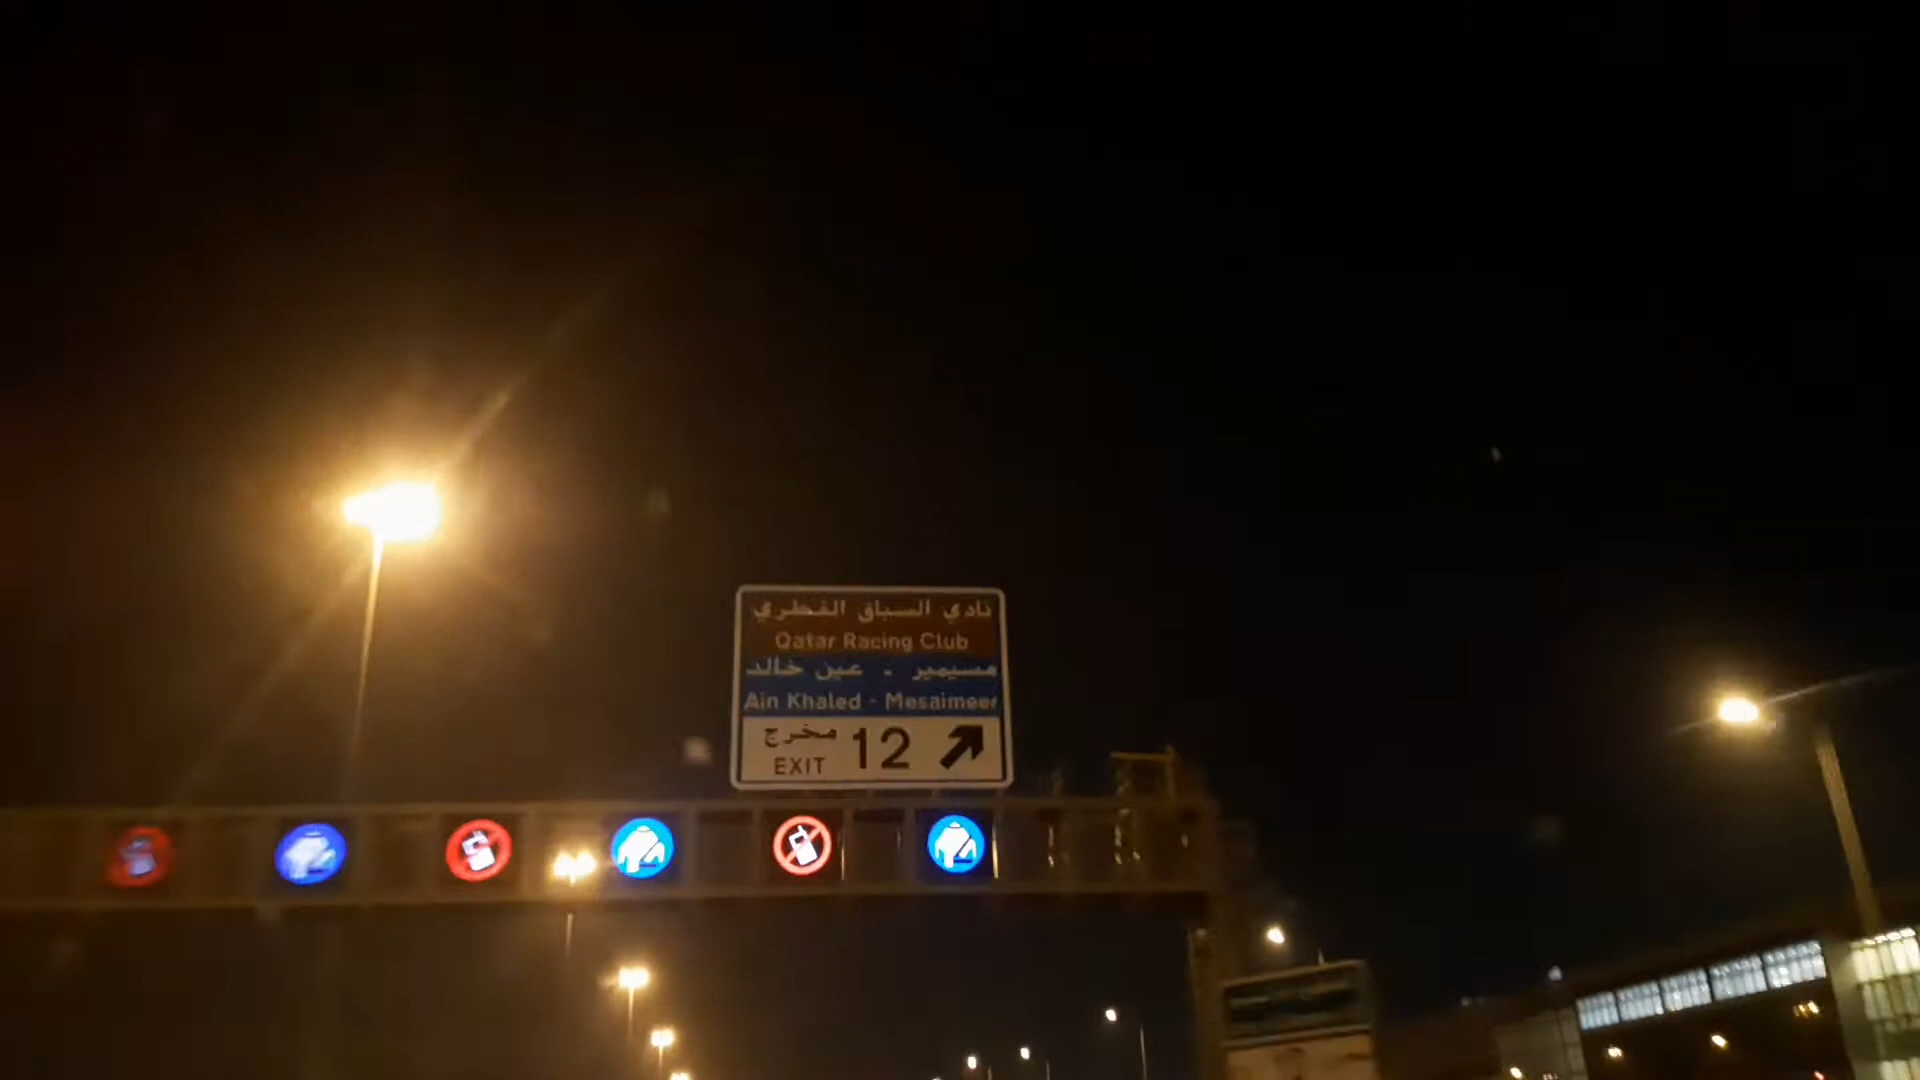 نادي السباق القطري
Qatar Racing Club
مسيمير - عين خالد
Ain Khaled - Mesaimeer
مخرج
EXIT
12